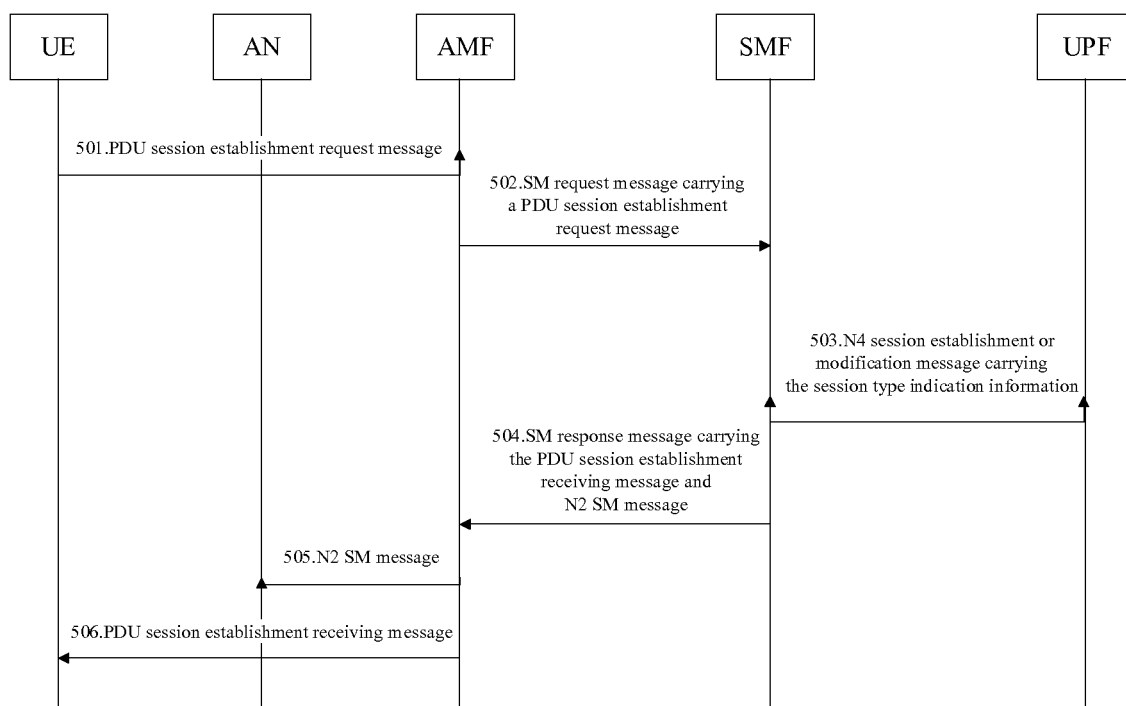 UE
AN
AMF
SMF
UPF
501.PDU session establishment request message
502.SM request message carrying
a PDU session establishment
request message
503.N4 session establishment or
modification message carrying
the session type indication information
504.SM response message carrying
the PDU session establishment
receiving message and
N2 SM message
505.N2 SM message
506.PDU session establishment receiving message